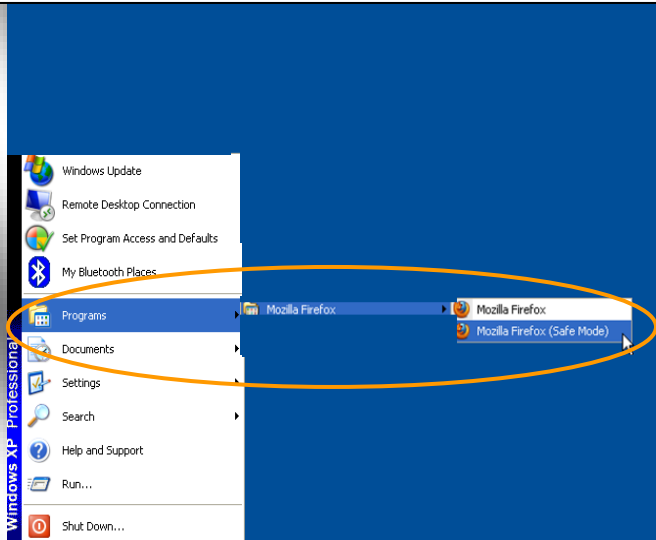 Windows Update
Remote Desktop Connection
Set Program Access and Defaults
My Bluetooth Places
Programs
Mozilla Firefox
Mozilla Firefox
Mozilla Firefox (Safe Mode)
Documents
Settings
Search
Help and Support
Run...
Shut Down...
Windows XP Professional